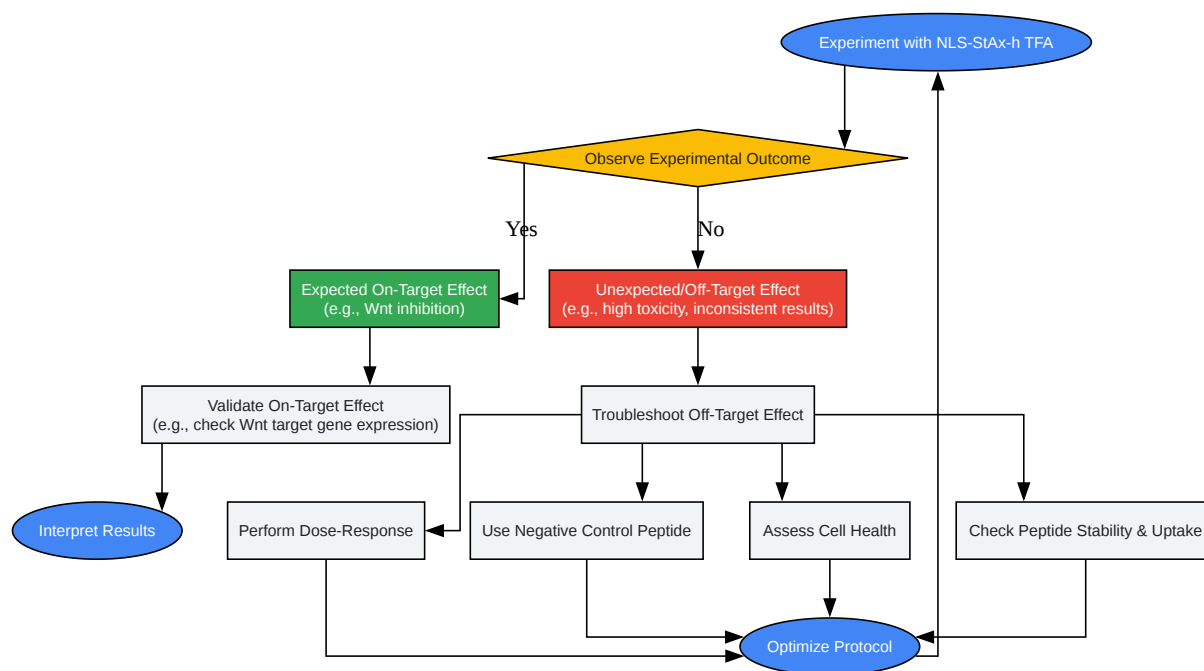 Experiment with NLS-StAx-h TFA
Observe Experimental Outcome
Yes
No
Expected On-Target Effect
(e.g., Wnt inhibition)
Unexpected/Off-Target Effect
(e.g., high toxicity, inconsistent results)
Validate On-Target Effect
(e.g., check Wnt target gene expression)
Troubleshoot Off-Target Effect
Interpret Results
Perform Dose-Response
Use Negative Control Peptide
Assess Cell Health
Check Peptide Stability & Uptake
Optimize Protocol